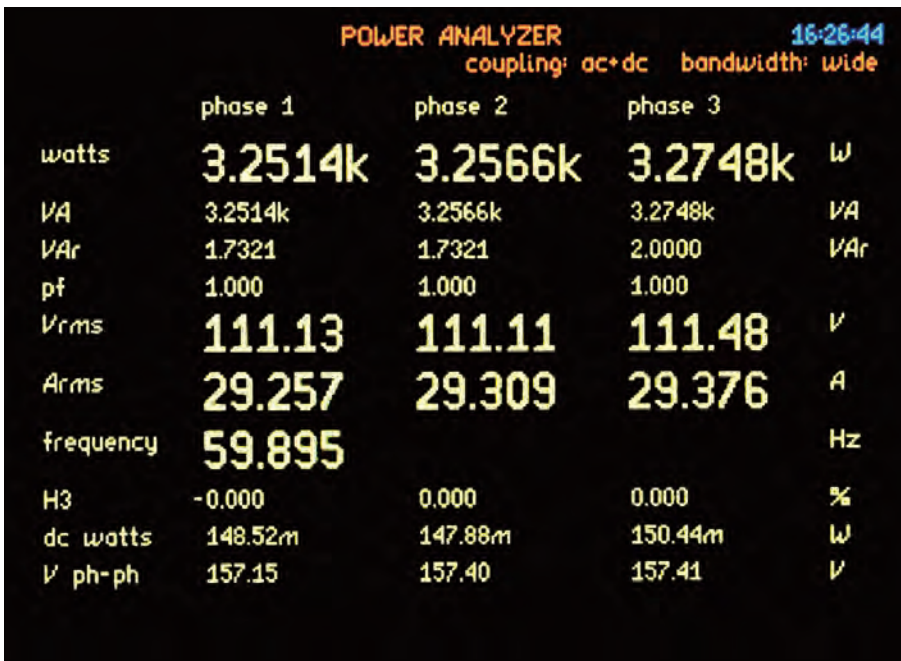 POWER ANALYZER 16:26:44
coupling: ac+dc bandwidth: wide
phase 1 phase 2 phase 3
watts 3.2514k 3.2566k 3.2748k W
VA 3.2514k 3.2566k 3.2748k VA
VAr 1.7321 1.7321 2.0000 VAr
pf 1.000 1.000 1.000
Vrms 111.13 111.11 111.48 V
Arms 29.257 29.309 29.376 A
frequency 59.895 Hz
H3 -0.000 0.000 0.000 %
dc watts 148.52m 147.88m 150.44m W
V ph-ph 157.15 157.40 157.41 V